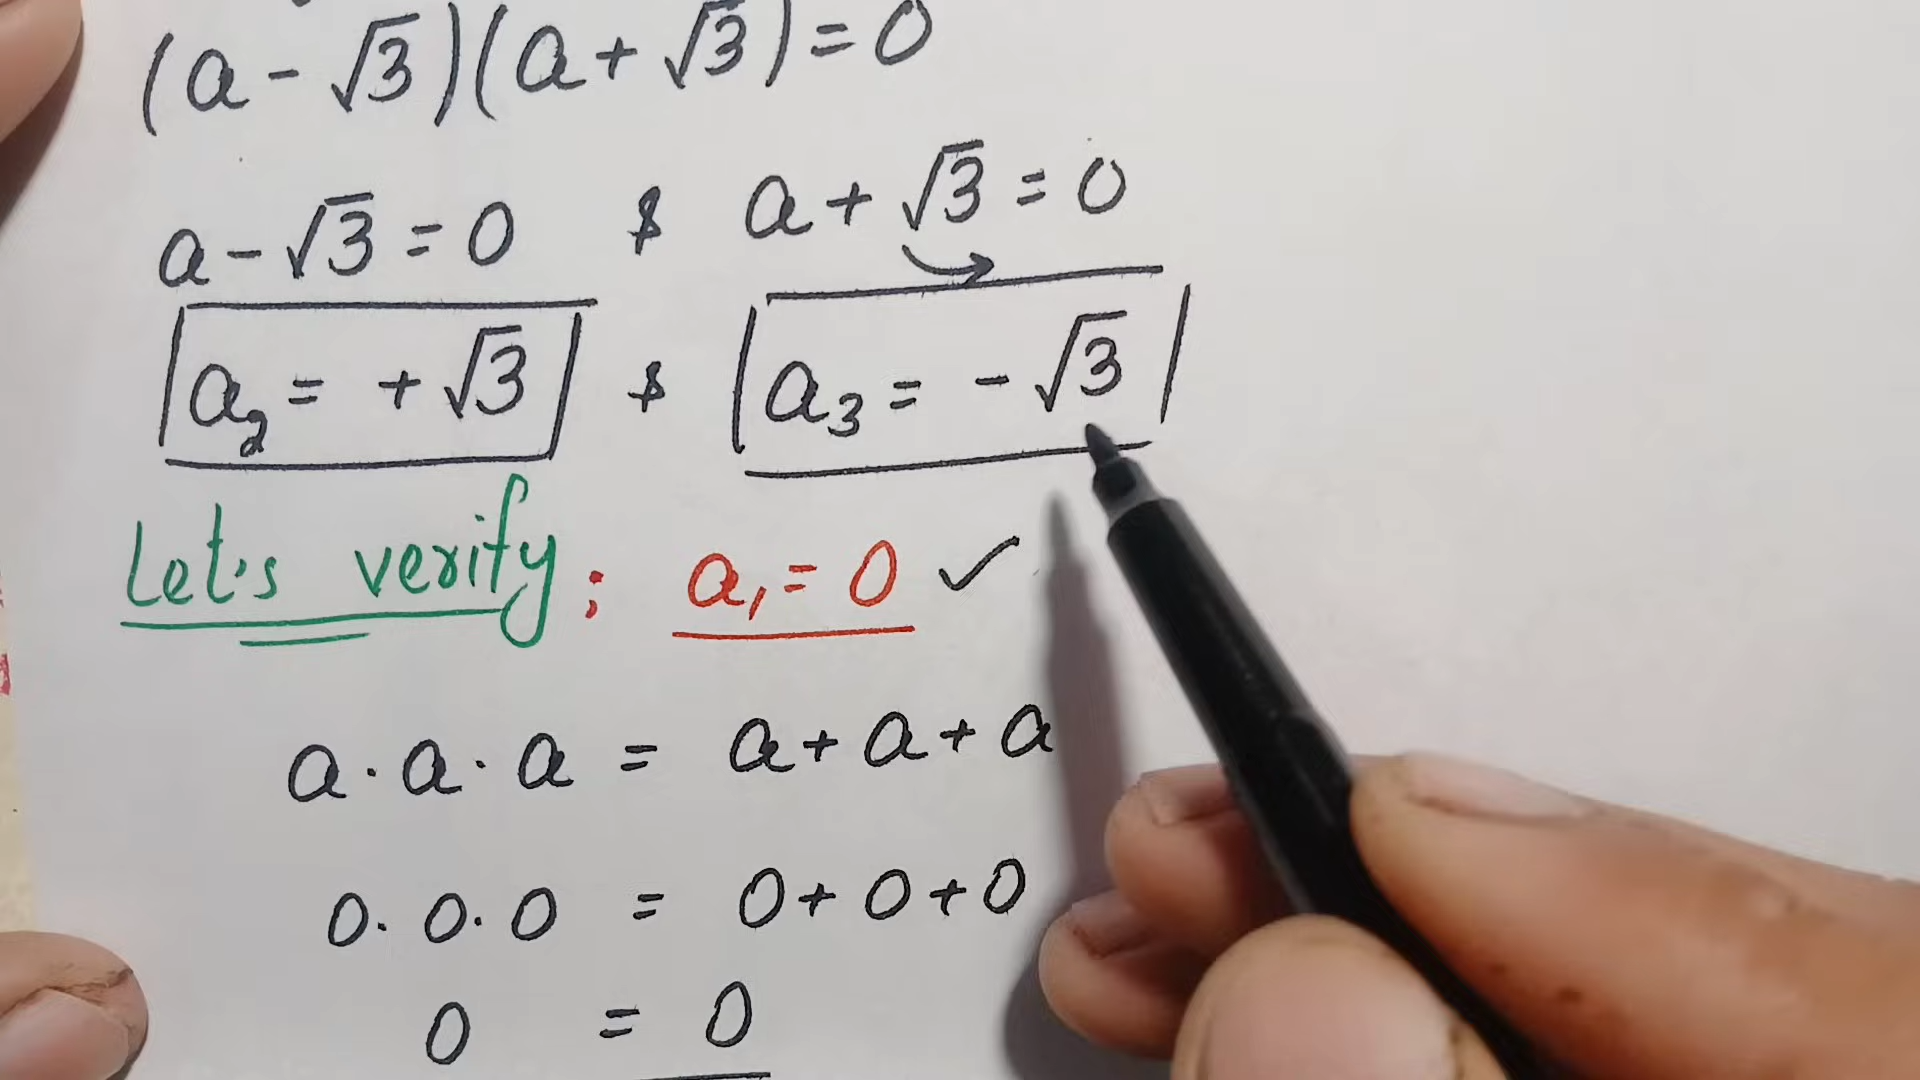 (a - √3)(a + √3) = 0
a - √3 = 0 $ a + √3 = 0
a₂ = + √3 $ a₃ = - √3
Let's verify ; a₁ = 0 ✓
a · a · a = a + a + a
0 · 0 · 0 = 0 + 0 + 0
0 = 0